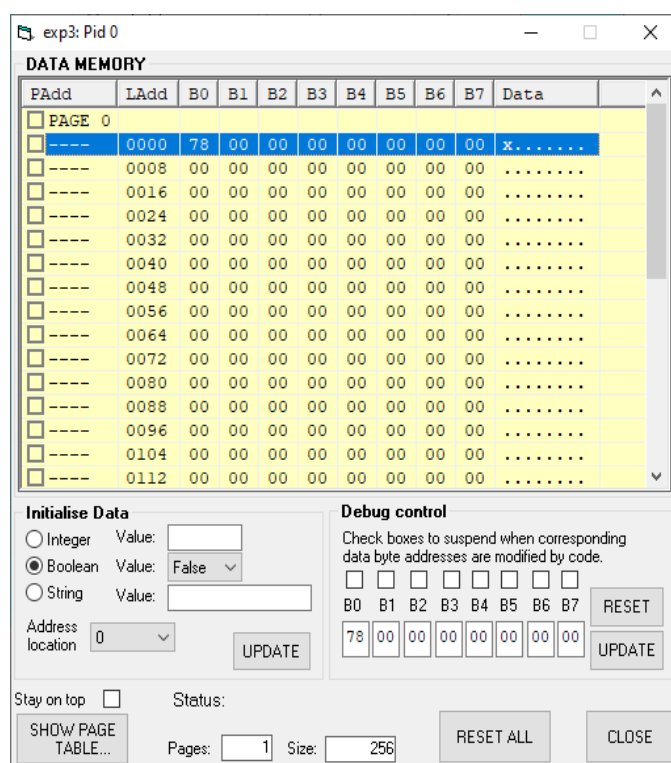 exp3: Pid 0
DATA MEMORY
PAdd LAdd B0 B1 B2 B3 B4 B5 B6 B7 Data
PAGE 0
---- 0000 78 00 00 00 00 00 00 00 x.......
---- 0008 00 00 00 00 00 00 00 00 ........
---- 0016 00 00 00 00 00 00 00 00 ........
---- 0024 00 00 00 00 00 00 00 00 ........
---- 0032 00 00 00 00 00 00 00 00 ........
---- 0040 00 00 00 00 00 00 00 00 ........
---- 0048 00 00 00 00 00 00 00 00 ........
---- 0056 00 00 00 00 00 00 00 00 ........
---- 0064 00 00 00 00 00 00 00 00 ........
---- 0072 00 00 00 00 00 00 00 00 ........
---- 0080 00 00 00 00 00 00 00 00 ........
---- 0088 00 00 00 00 00 00 00 00 ........
---- 0096 00 00 00 00 00 00 00 00 ........
---- 0104 00 00 00 00 00 00 00 00 ........
---- 0112 00 00 00 00 00 00 00 00 ........
Initialise Data
Integer Value:
Boolean Value: False
String Value:
Address
location 0
UPDATE
Debug control
Check boxes to suspend when corresponding
data byte addresses are modified by code.
B0 B1 B2 B3 B4 B5 B6 B7 RESET
78 00 00 00 00 00 00 00 UPDATE
Stay on top Status:
SHOW PAGE
TABLE...
Pages: 1 Size: 256
RESET ALL
CLOSE